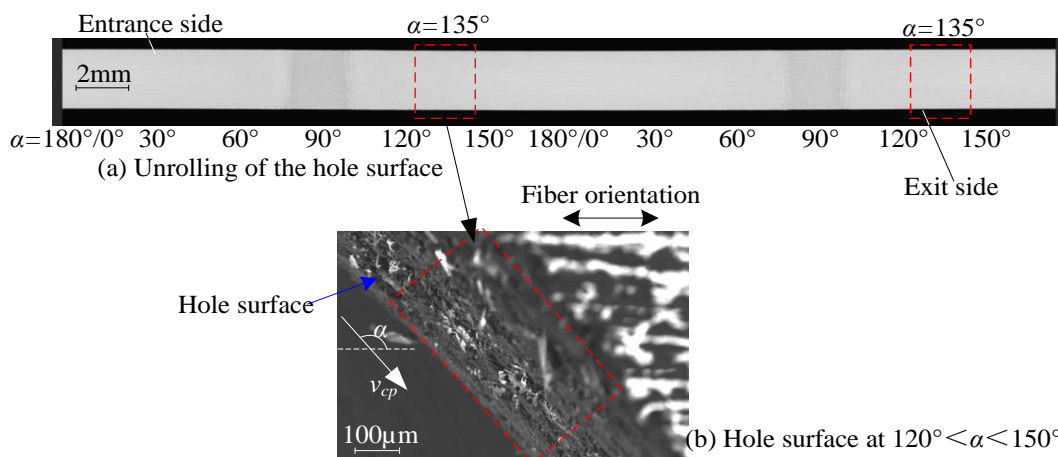 Entrance side
α=135°
α=135°
2mm
α=180°/0° 30° 60° 90° 120° 150° 180°/0° 30° 60° 90° 120° 150°
(a) Unrolling of the hole surface
Exit side
Fiber orientation
Hole surface
α
vcp
100μm
(b) Hole surface at 120°＜α＜150°